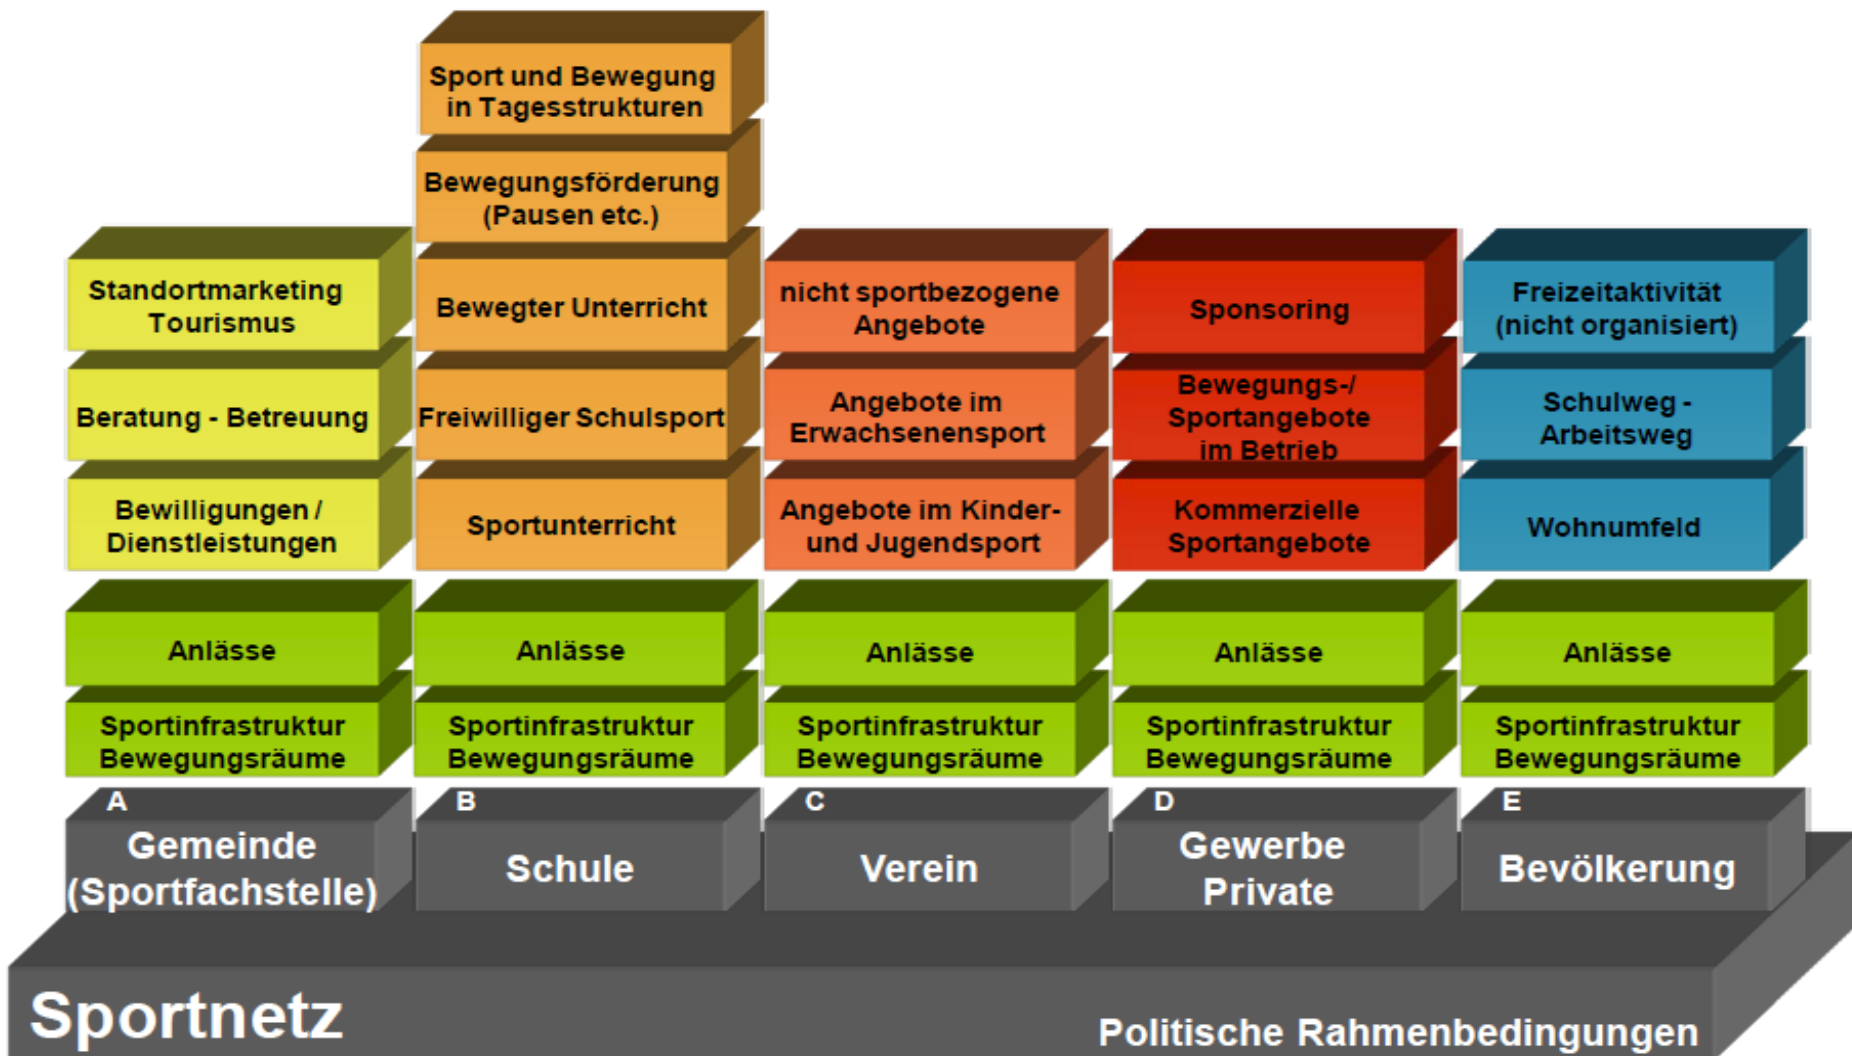 Sport und Bewegung
in Tagesstrukturen
Bewegungsförderung
(Pausen etc.)
Standortmarketing
Tourismus
Bewegter Unterricht
nicht sportbezogene
Angebote
Sponsoring
Freizeitaktivität
(nicht organisiert)
Beratung - Betreuung
Freiwilliger Schulsport
Angebote im
Erwachsenensport
Bewegungs-/
Sportangebote
im Betrieb
Schulweg -
Arbeitsweg
Bewilligungen /
Dienstleistungen
Sportunterricht
Angebote im Kinder-
und Jugendsport
Kommerzielle
Sportangebote
Wohnumfeld
Anlässe
Anlässe
Anlässe
Anlässe
Anlässe
Sportinfrastruktur
Bewegungsräume
Sportinfrastruktur
Bewegungsräume
Sportinfrastruktur
Bewegungsräume
Sportinfrastruktur
Bewegungsräume
Sportinfrastruktur
Bewegungsräume
A
Gemeinde
(Sportfachstelle)
B
Schule
C
Verein
D
Gewerbe
Private
E
Bevölkerung
Sportnetz
Politische Rahmenbedingungen